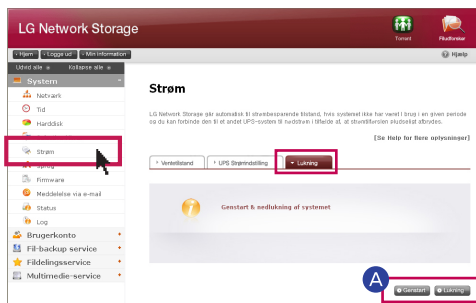 LG Network Storage
Torrent
Filudforsker
Hjem
Logge ud
Min information
Hjælp
Udvid alle
Kollapse alle
System
Netværk
Tid
Harddisk
Strøm
Sprog
Firmware
Meddelelse via e-mail
Status
Log
Brugerkonto
Fil-backup service
Fildelingsservice
Multimedie-service
Strøm
LG Network Storage går automatisk til strømbesparende tilstand, hvis systemet ikke har været i brug i en given periode
og du kan forbinde den til et andet UPS-system til nødstrøm i tilfælde af, at strømtilførslen pludseligt afbrydes.
[Se Help for flere oplysninger]
Ventetilstand
UPS Strømindstilling
Lukning
Genstart & nedlukning af systemet
A
Genstart
Lukning